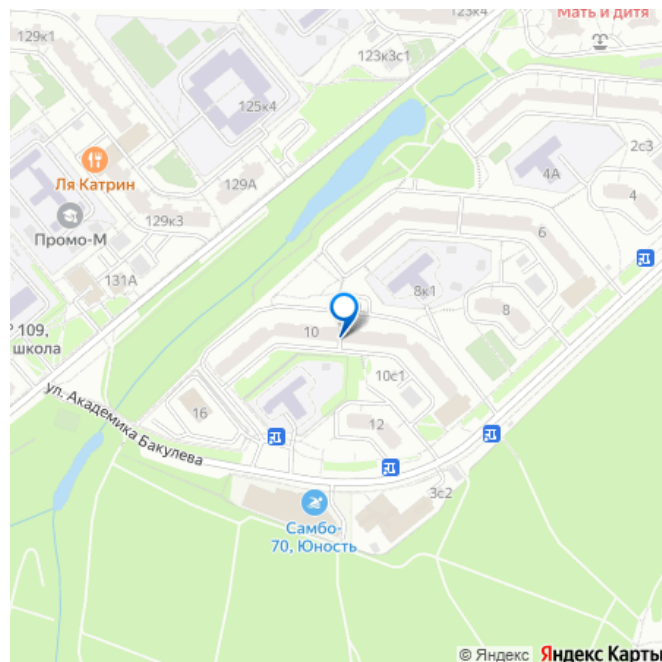 129к1
123к4
Мать и дитя
123к3с1
125к4
2с3
4А
129А
Ля Катрин
4
129к3
6
Промо-М
131А
8к1
8
109,
школа
10
10с1
16
ул. Академика Бакулева
12
3с2
Самбо-
70, Юность
© Яндекс Яндекс Карты